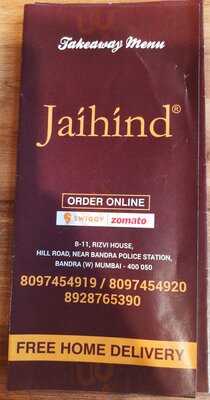 Takeaway Menu
Jaihind®
ORDER ONLINE
SWIGGY zomato
B-11, RIZVI HOUSE,
HILL ROAD, NEAR BANDRA POLICE STATION,
BANDRA (W) MUMBAI - 400 050
8097454919 / 8097454920
8928765390
FREE HOME DELIVERY